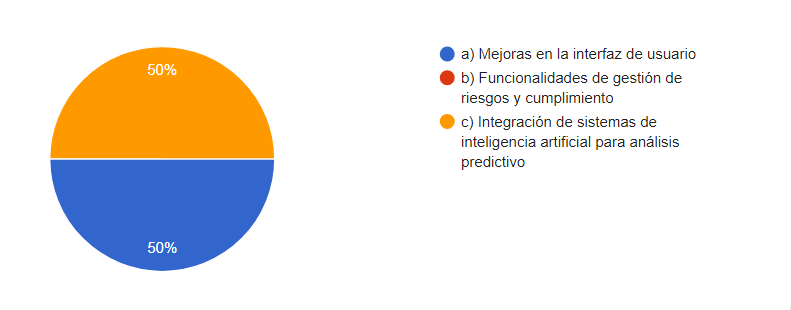 50%
50%
a) Mejoras en la interfaz de usuario
b) Funcionalidades de gestión de
riesgos y cumplimiento
c) Integración de sistemas de
inteligencia artificial para análisis
predictivo